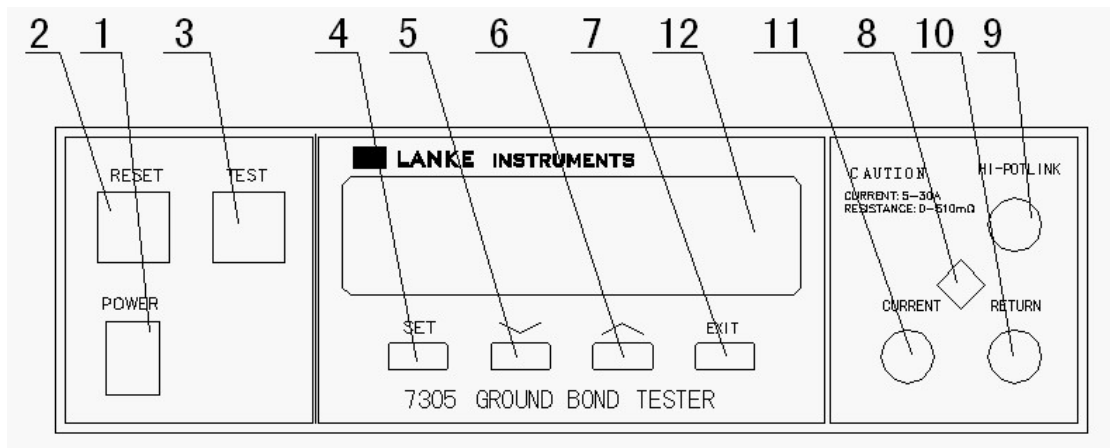 2 1 3 4 5 6 7 12 11 8 10 9
LANKE INSTRUMENTS
RESET TEST
CAUTION HI-POTLINK
CURRENT: 5-30A
RESISTANCE: 0-510mΩ
POWER
CURRENT RETURN
SET EXIT
7305 GROUND BOND TESTER